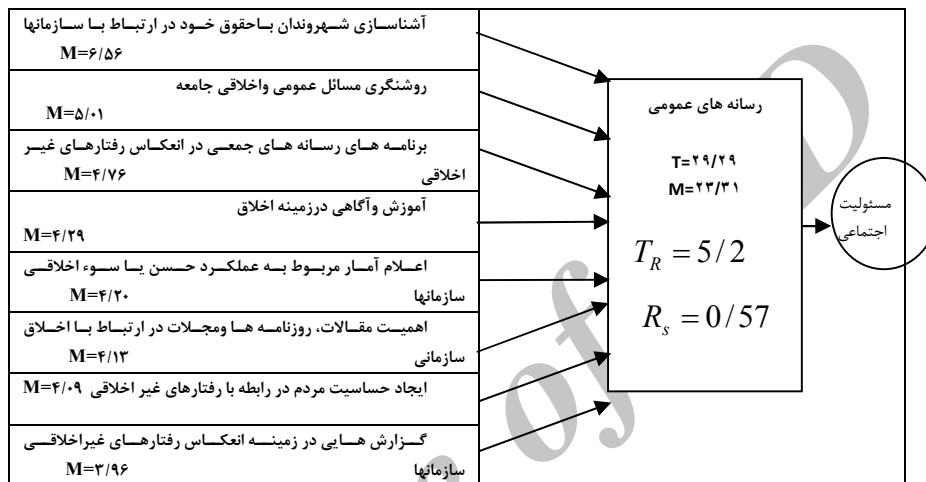 آشناسازی شهروندان باحقوق خود در ارتباط با سازمانها
M=۶/۵۶
روشنگری مسائل عمومی واخلاقی جامعه
M=۵/۰۱
برنامه های رسانه های جمعی در انعکاس رفتارهای غیر
اخلاقی M=۴/۷۶
آموزش وآگاهی درزمینه اخلاق
M=۴/۲۹
اعلام آمار مربوط به عملکرد حسن یا سوء اخلاقی
سازمانها M=۴/۲۰
اهمیت مقالات، روزنامه ها ومجلات در ارتباط با اخلاق
سازمانی M=۴/۱۳
ایجاد حساسیت مردم در رابطه با رفتارهای غیر اخلاقی M=۴/۰۹
گزارش هایی در زمینه انعکاس رفتارهای غیراخلاقی
سازمانها M=۳/۹۶
رسانه های عمومی
T=۲۹/۲۹
M=۲۳/۳۱
T_R = 5/2
R_s = 0/57
مسئولیت
اجتماعی
of